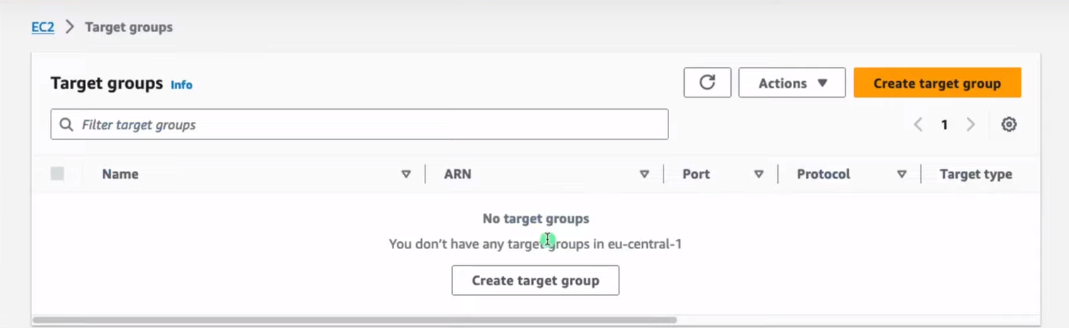 EC2 > Target groups
Target groups Info
Actions
Create target group
Filter target groups
1
Name ARN Port Protocol Target type
No target groups
You don't have any target groups in eu-central-1
Create target group